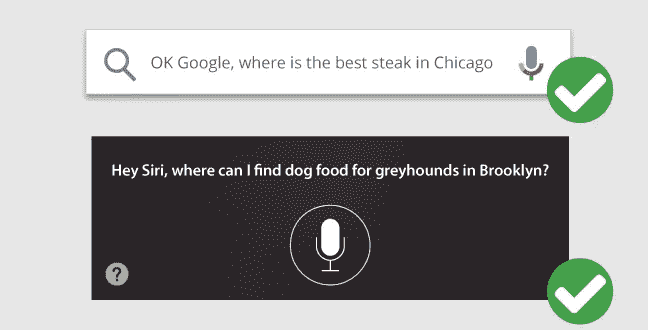 OK Google, where is the best steak in Chicago
Hey Siri, where can I find dog food for greyhounds in Brooklyn?
?